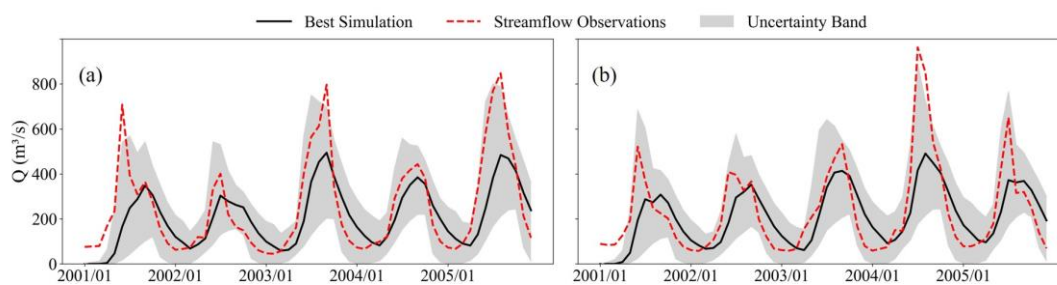 Best Simulation Streamflow Observations Uncertainty Band
(a) (b)
Q (m³/s)
800
600
400
200
0
2001/01 2002/01 2003/01 2004/01 2005/01 2001/01 2002/01 2003/01 2004/01 2005/01